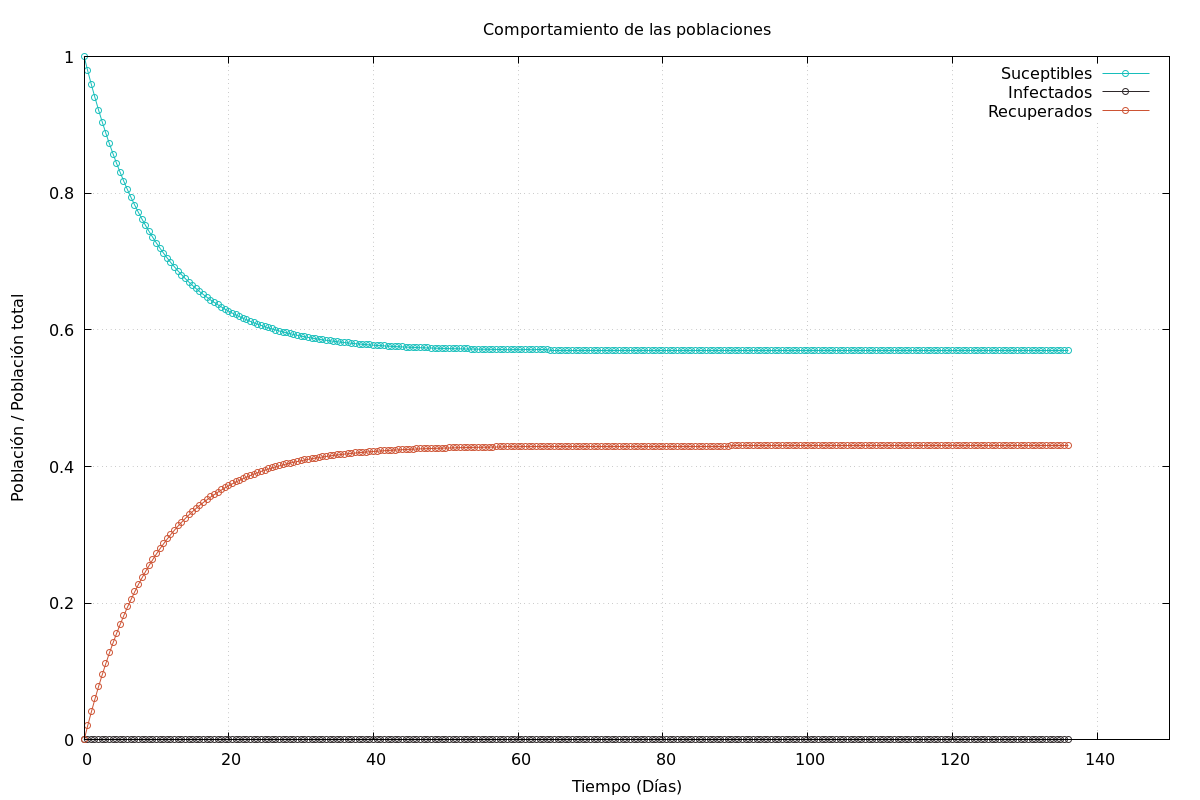 Comportamiento de las poblaciones
Suceptibles
Infectados
Recuperados
1
0.8
0.6
0.4
0.2
0
Población / Población total
0 20 40 60 80 100 120 140
Tiempo (Días)